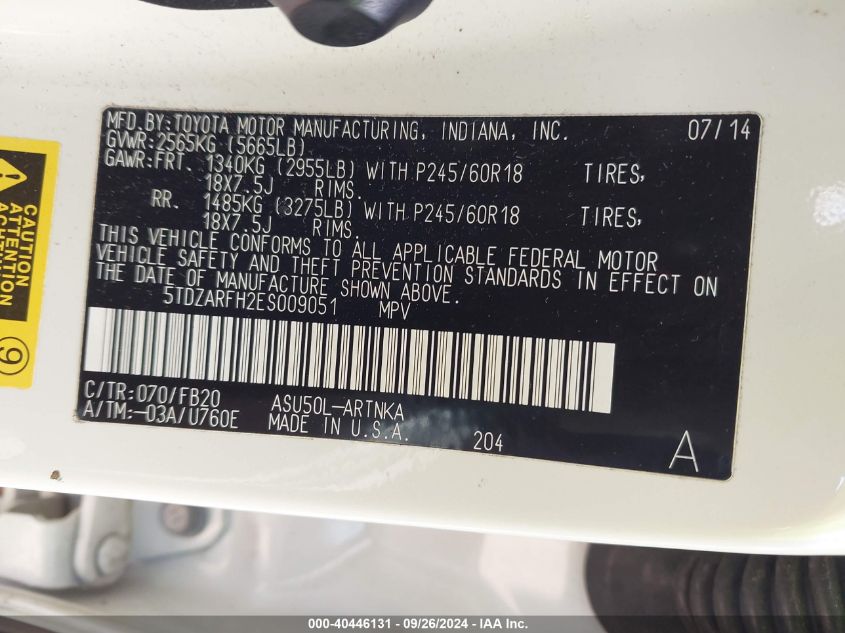 MFD.BY:TOYOTA MOTOR MANUFACTURING, INDIANA, INC. 07/14
GVWR:2565KG (5665LB)
GAWR:FRT. 1340KG (2955LB) WITH P245/60R18 TIRES,
18X7.5J RIMS.
RR. 1485KG (3275LB) WITH P245/60R18 TIRES,
18X7.5J RIMS.
THIS VEHICLE CONFORMS TO ALL APPLICABLE FEDERAL MOTOR
VEHICLE SAFETY AND THEFT PREVENTION STANDARDS IN EFFECT ON
THE DATE OF MANUFACTURE SHOWN ABOVE.
5TDZARFH2ES009051 MPV
C/TR:070/FB20 ASU50L-ARTNKA
A/TM:-03A/U760E MADE IN U.S.A. 204 A
CAUTION
ATTENTION
ACHTUNG
9
000-40446131 - 09/26/2024 - IAA Inc.